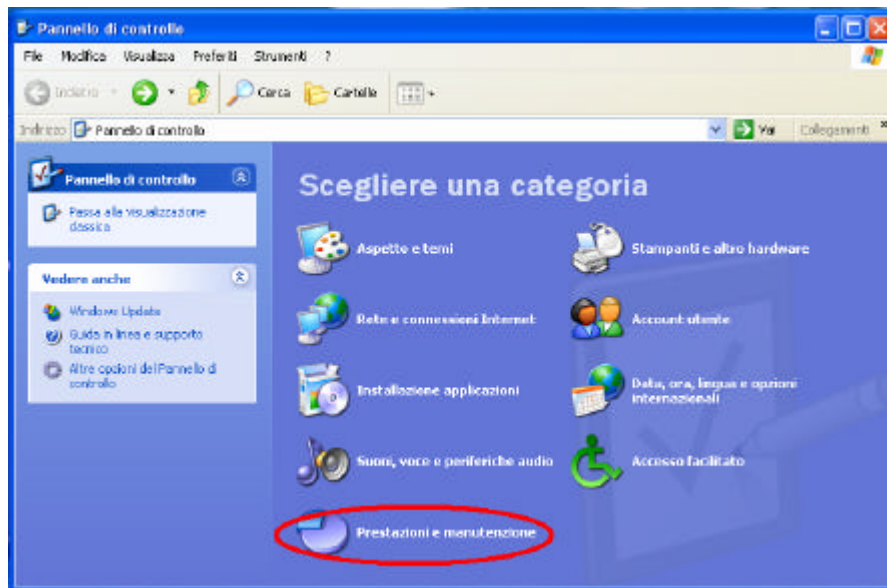 Pannello di controllo
File Modifica Visualizza Preferiti Strumenti ?
Indietro Cerca Cartelle
Indirizzo Pannello di controllo Vai Collegamenti »
Pannello di controllo
Passa alla visualizzazione
classica
Vedere anche
Windows Update
Guida in linea e supporto
tecnico
Altre opzioni del Pannello di
controllo
Scegliere una categoria
Aspetto e temi
Stampanti e altro hardware
Rete e connessioni Internet
Account utente
Installazione applicazioni
Data, ora, lingua e opzioni
internazionali
Suoni, voce e periferiche audio
Accesso facilitato
Prestazioni e manutenzione